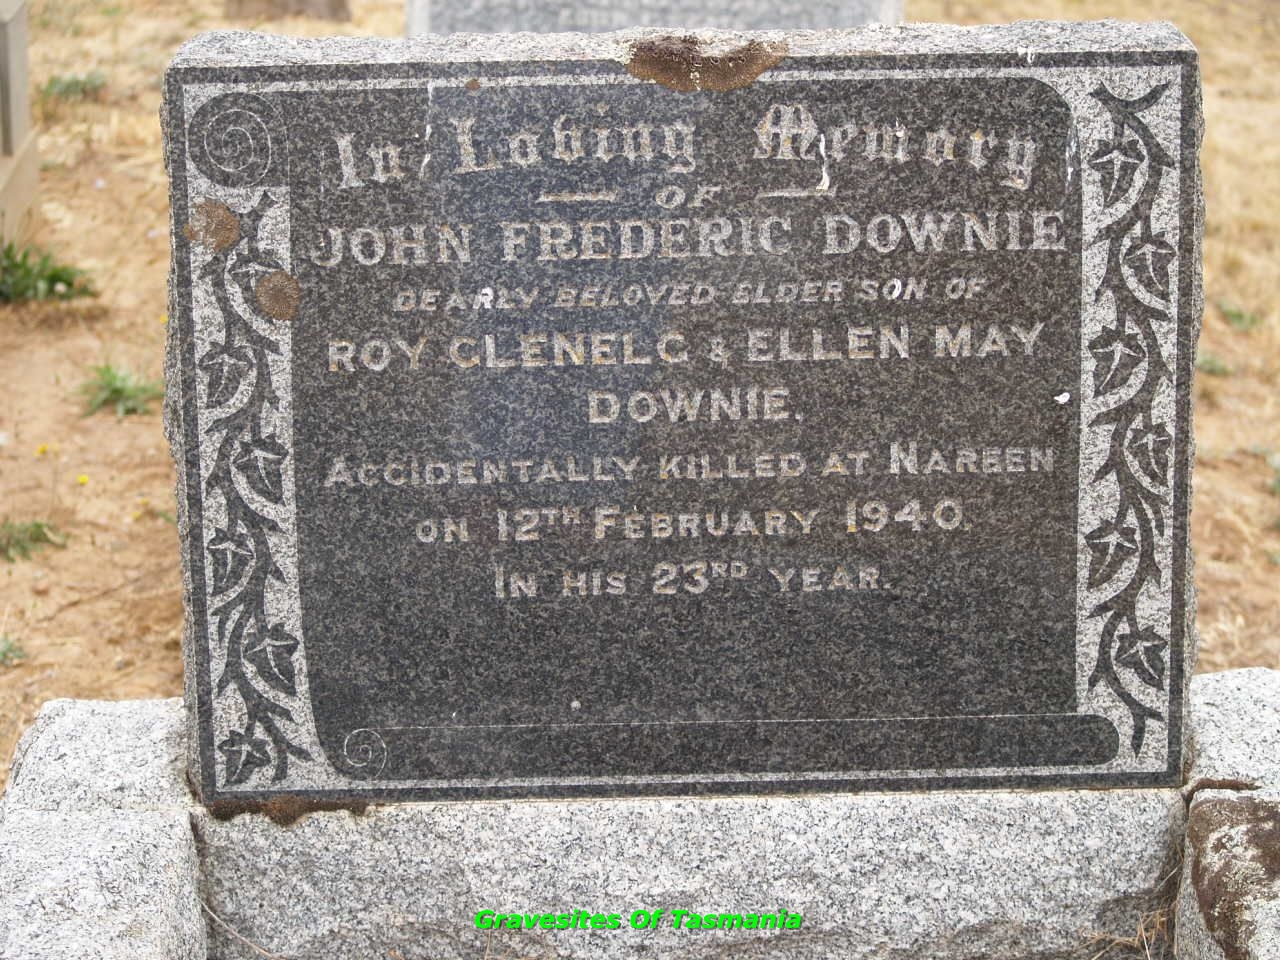 In Loving Memory
OF
JOHN FREDERIC DOWNIE
DEARLY BELOVED ELDER SON OF
ROY GLENELG & ELLEN MAY
DOWNIE.
ACCIDENTALLY KILLED AT NAREEN
ON 12TH FEBRUARY 1940.
IN HIS 23RD YEAR.
Gravesites Of Tasmania